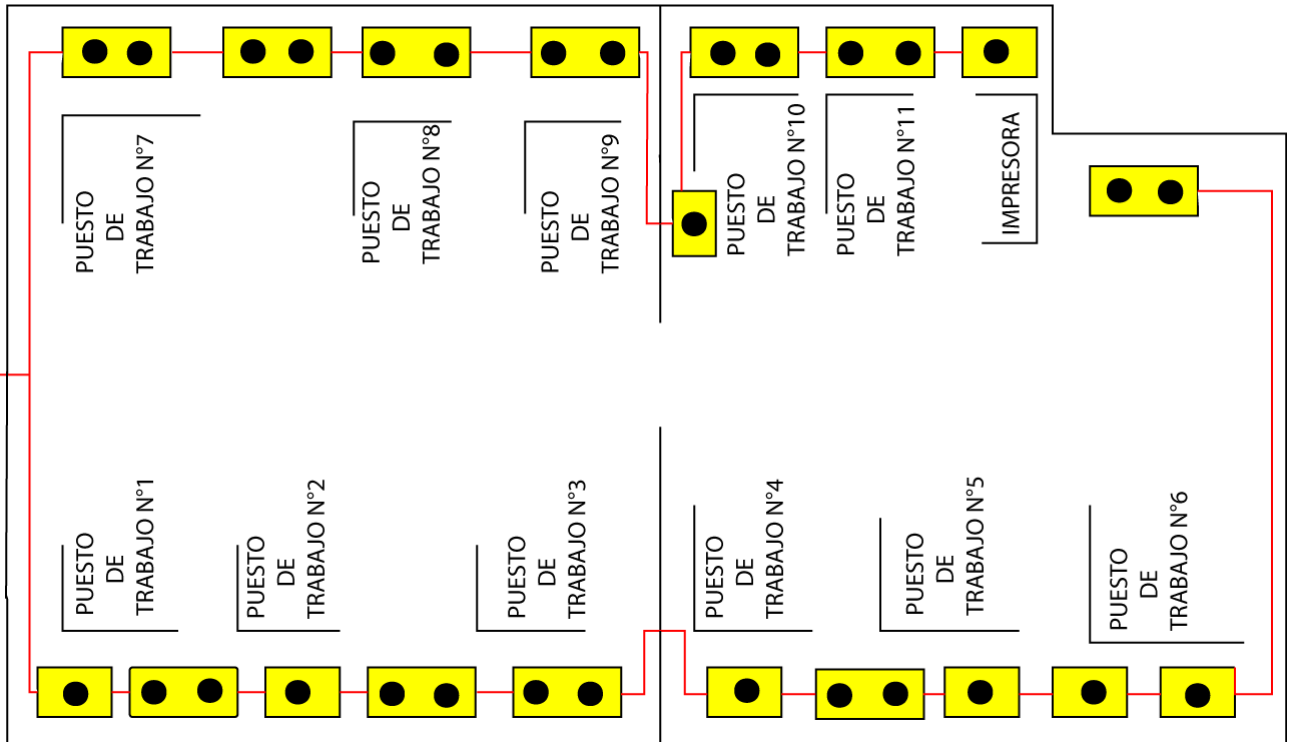 PUESTO
DE
TRABAJO N°7
PUESTO
DE
TRABAJO N°8
PUESTO
DE
TRABAJO N°9
PUESTO
DE
TRABAJO N°10
PUESTO
DE
TRABAJO N°11
IMPRESORA
PUESTO
DE
TRABAJO N°1
PUESTO
DE
TRABAJO N°2
PUESTO
DE
TRABAJO N°3
PUESTO
DE
TRABAJO N°4
PUESTO
DE
TRABAJO N°5
PUESTO
DE
TRABAJO N°6